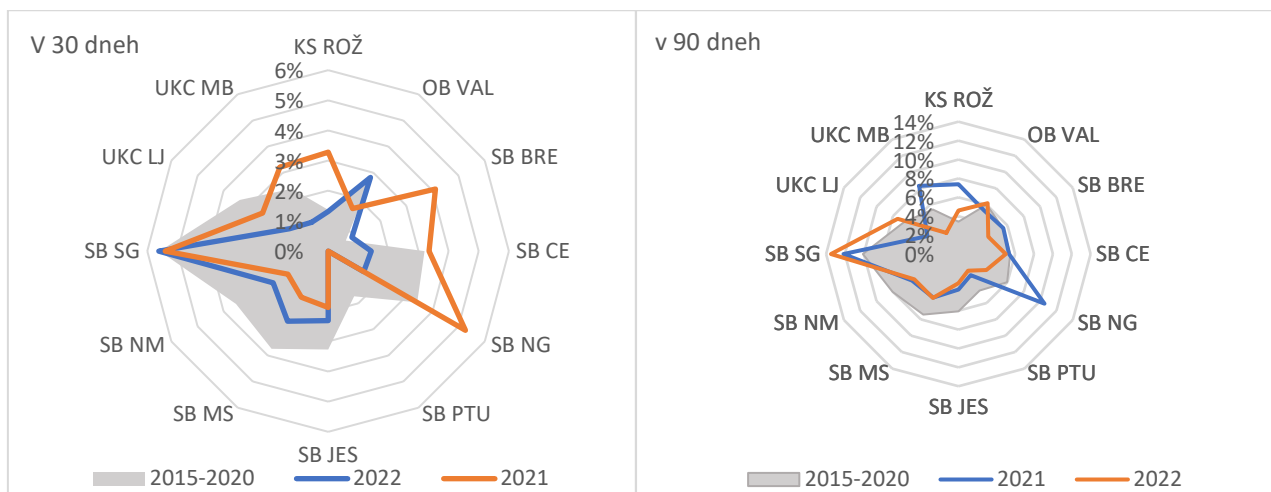 V 30 dneh
KS ROŽ
OB VAL
SB BRE
SB CE
SB NG
SB PTU
SB JES
SB MS
SB NM
SB SG
UKC LJ
UKC MB
6%
5%
4%
3%
2%
1%
0%
2015-2020
2022
2021
v 90 dneh
KS ROŽ
OB VAL
SB BRE
SB CE
SB NG
SB PTU
SB JES
SB MS
SB NM
SB SG
UKC LJ
UKC MB
14%
12%
10%
8%
6%
4%
2%
0%
2015-2020
2021
2022